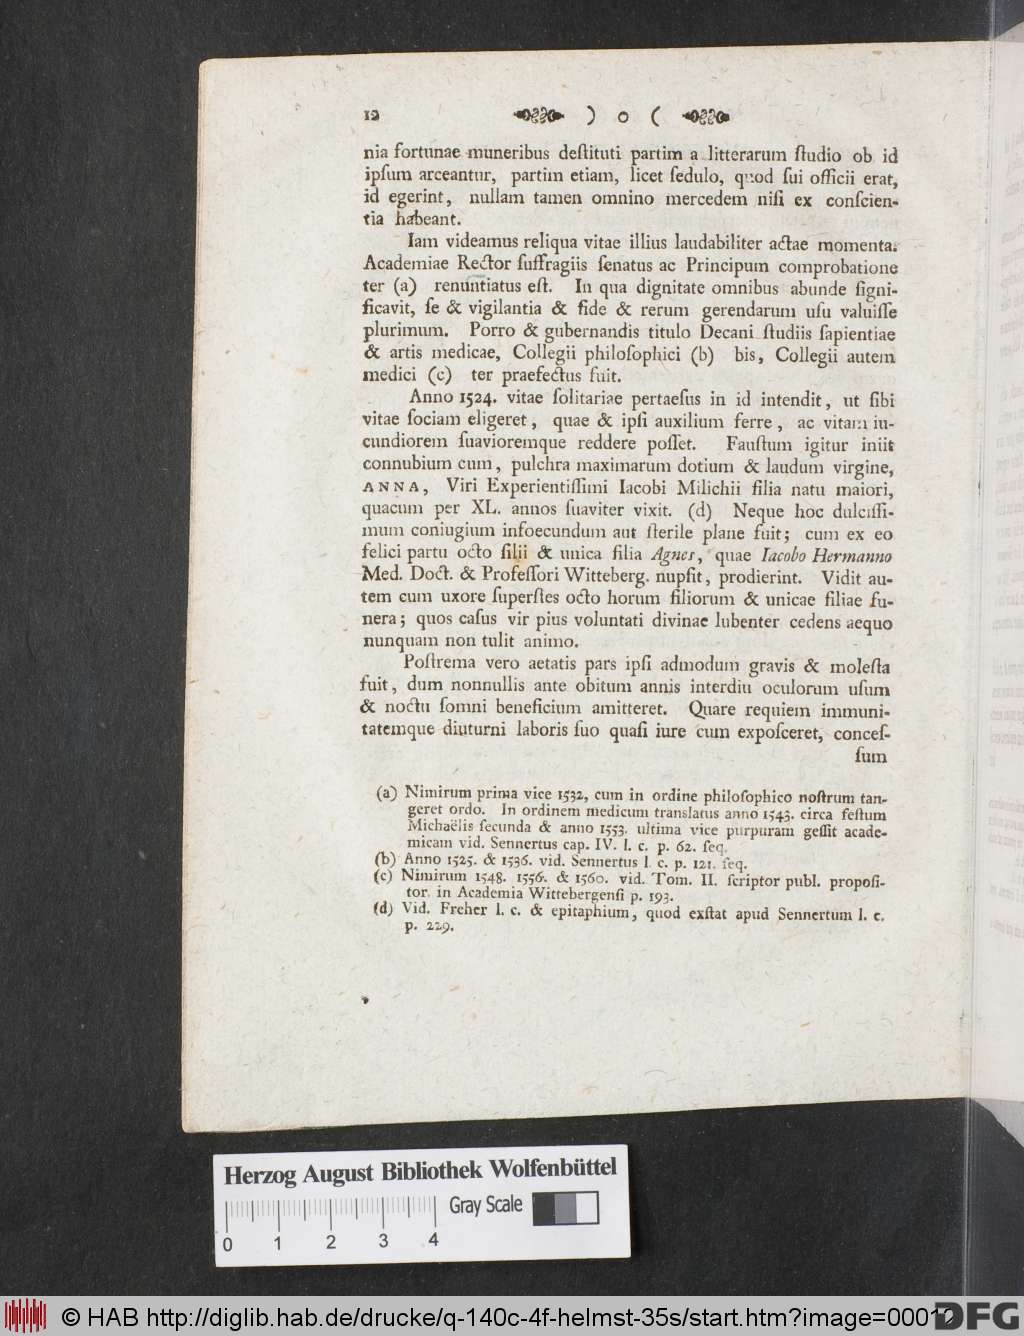 12 ) o (
nia fortunae muneribus deſtituti partim a litterarum ſtudio ob id
ipſum arceantur, partim etiam, licet ſedulo, quod ſui officii erat,
id egerint, nullam tamen omnino mercedem niſi ex conſcien-
tia habeant.
Iam videamus reliqua vitae illius laudabiliter actae momenta.
Academiae Rector ſuffragiis ſenatus ac Principum comprobatione
ter (a) renuntiatus eſt. In qua dignitate omnibus abunde ſigni-
ficavit, ſe & vigilantia & fide & rerum gerendarum uſu valuiſſe
plurimum. Porro & gubernandis titulo Decani ſtudiis ſapientiae
& artis medicae, Collegii philoſophici (b) bis, Collegii autem
medici (c) ter praefectus fuit.
Anno 1524. vitae ſolitariae pertaeſus in id intendit, ut ſibi
vitae ſociam eligeret, quae & ipſi auxilium ferre, ac vitam iu-
cundiorem ſuavioremque reddere poſſet. Fauſtum igitur iniit
connubium cum, pulchra maximarum dotium & laudum virgine,
ANNA, Viri Experientiſſimi Iacobi Milichii filia natu maiori,
quacum per XL. annos ſuaviter vixit. (d) Neque hoc dulciſſi-
mum coniugium infoecundum aut ſterile plane fuit; cum ex eo
felici partu octo filii & unica filia Agnes, quae Iacobo Hermanno
Med. Doct. & Profeſſori Witteberg. nupſit, prodierint. Vidit au-
tem cum uxore ſuperſtes octo horum filiorum & unicae filiae fu-
nera; quos caſus vir pius voluntati divinae lubenter cedens aequo
nunquam non tulit animo.
Poſtrema vero aetatis pars ipſi admodum gravis & moleſta
fuit, dum nonnullis ante obitum annis interdiu oculorum uſum
& noctu ſomni beneficium amitteret. Quare requiem immuni-
tatemque diuturni laboris ſuo quaſi iure cum expoſceret, conceſ-
ſum
(a) Nimirum prima vice 1532, cum in ordine philoſophico noſtrum tan-
geret ordo. In ordinem medicum translatus anno 1543. circa feſtum
Michaëlis ſecunda & anno 1553. ultima vice purpuram geſſit acade-
micam vid. Sennertus cap. IV. l. c. p. 62. ſeq.
(b) Anno 1525. & 1536. vid. Sennertus l. c. p. 121. ſeq.
(c) Nimirum 1548. 1556. & 1560. vid. Tom. II. ſcriptor publ. propoſi-
tor. in Academia Wittebergenſi p. 193.
(d) Vid. Freher l. c. & epitaphium, quod exſtat apud Sennertum l. c.
p. 229.
Herzog August Bibliothek Wolfenbüttel
Gray Scale
0 1 2 3 4
© HAB http://diglib.hab.de/drucke/q-140c-4f-helmst-35s/start.htm?image=00012
DFG